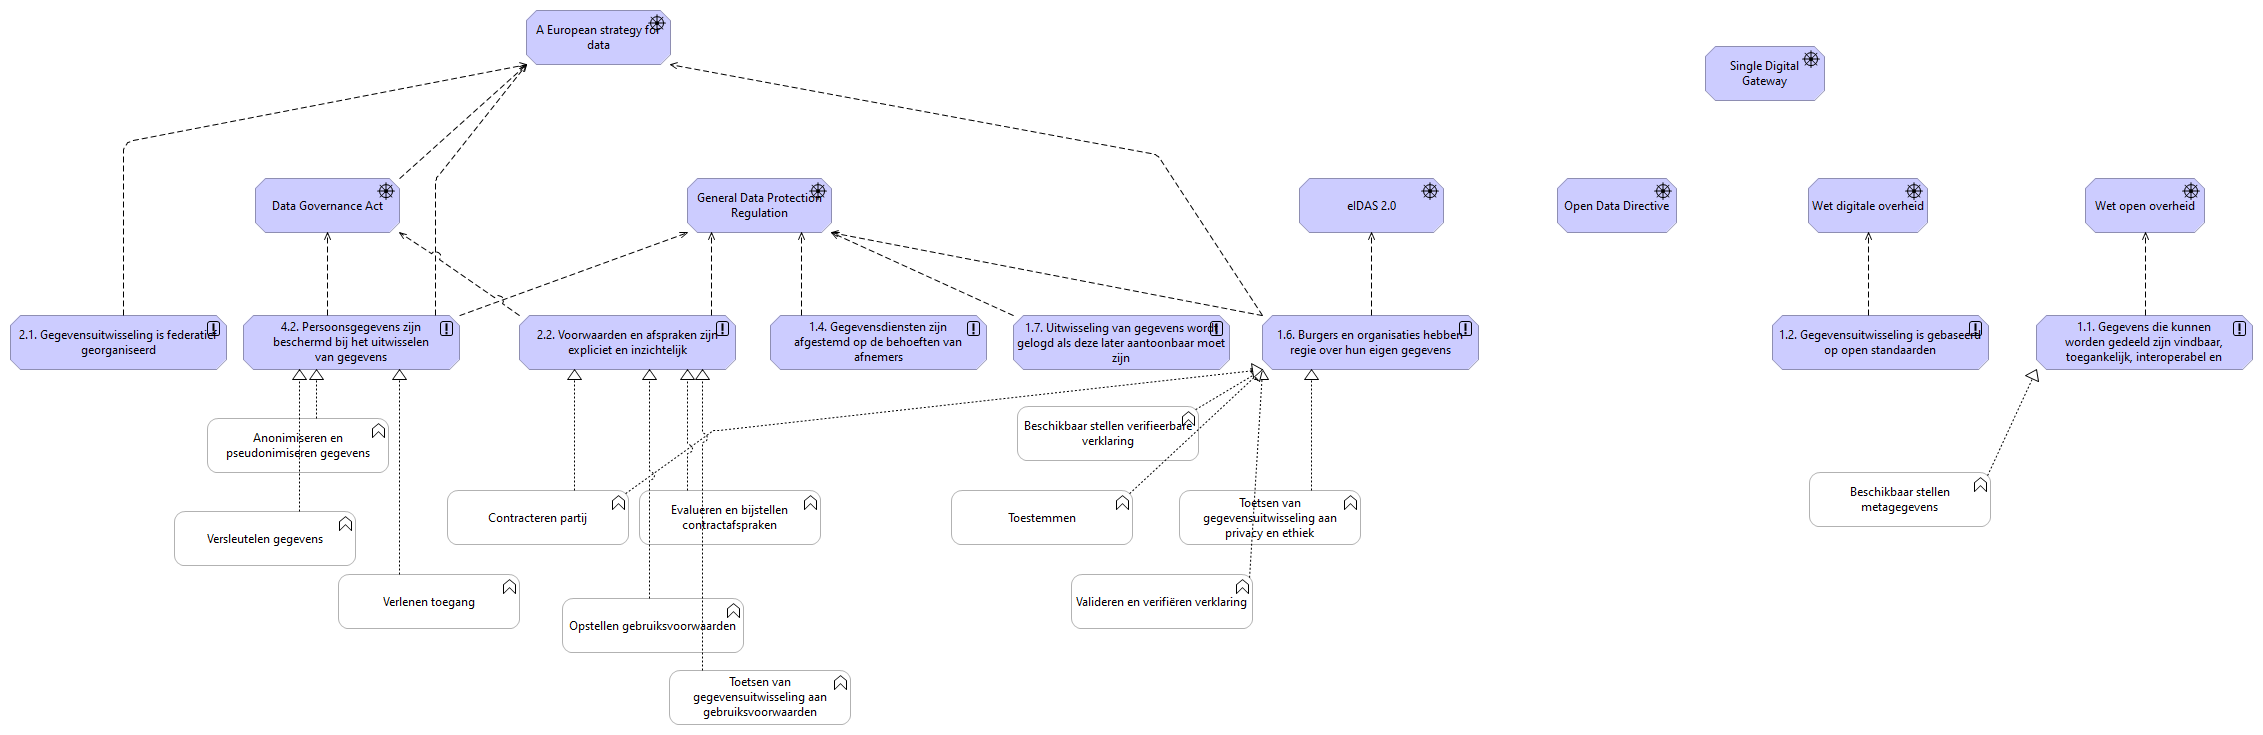 A European strategy for
data
Single Digital
Gateway
Data Governance Act
General Data Protection
Regulation
eIDAS 2.0
Open Data Directive
Wet digitale overheid
Wet open overheid
2.1. Gegevensuitwisseling is federatief
georganiseerd
4.2. Persoonsgegevens zijn
beschermd bij het uitwisselen
van gegevens
2.2. Voorwaarden en afspraken zijn
expliciet en inzichtelijk
1.4. Gegevensdiensten zijn
afgestemd op de behoeften van
afnemers
1.7. Uitwisseling van gegevens wordt
gelogd als deze later aantoonbaar moet
zijn
1.6. Burgers en organisaties hebben
regie over hun eigen gegevens
1.2. Gegevensuitwisseling is gebaseerd
op open standaarden
1.1. Gegevens die kunnen
worden gedeeld zijn vindbaar,
toegankelijk, interoperabel en
Anonimiseren en
pseudonimiseren gegevens
Beschikbaar stellen verifieerbare
verklaring
Versleutelen gegevens
Contracteren partij
Evalueren en bijstellen
contractafspraken
Toestemmen
Toetsen van
gegevensuitwisseling aan
privacy en ethiek
Beschikbaar stellen
metagegevens
Verlenen toegang
Opstellen gebruiksvoorwaarden
Valideren en verifiëren verklaring
Toetsen van
gegevensuitwisseling aan
gebruiksvoorwaarden